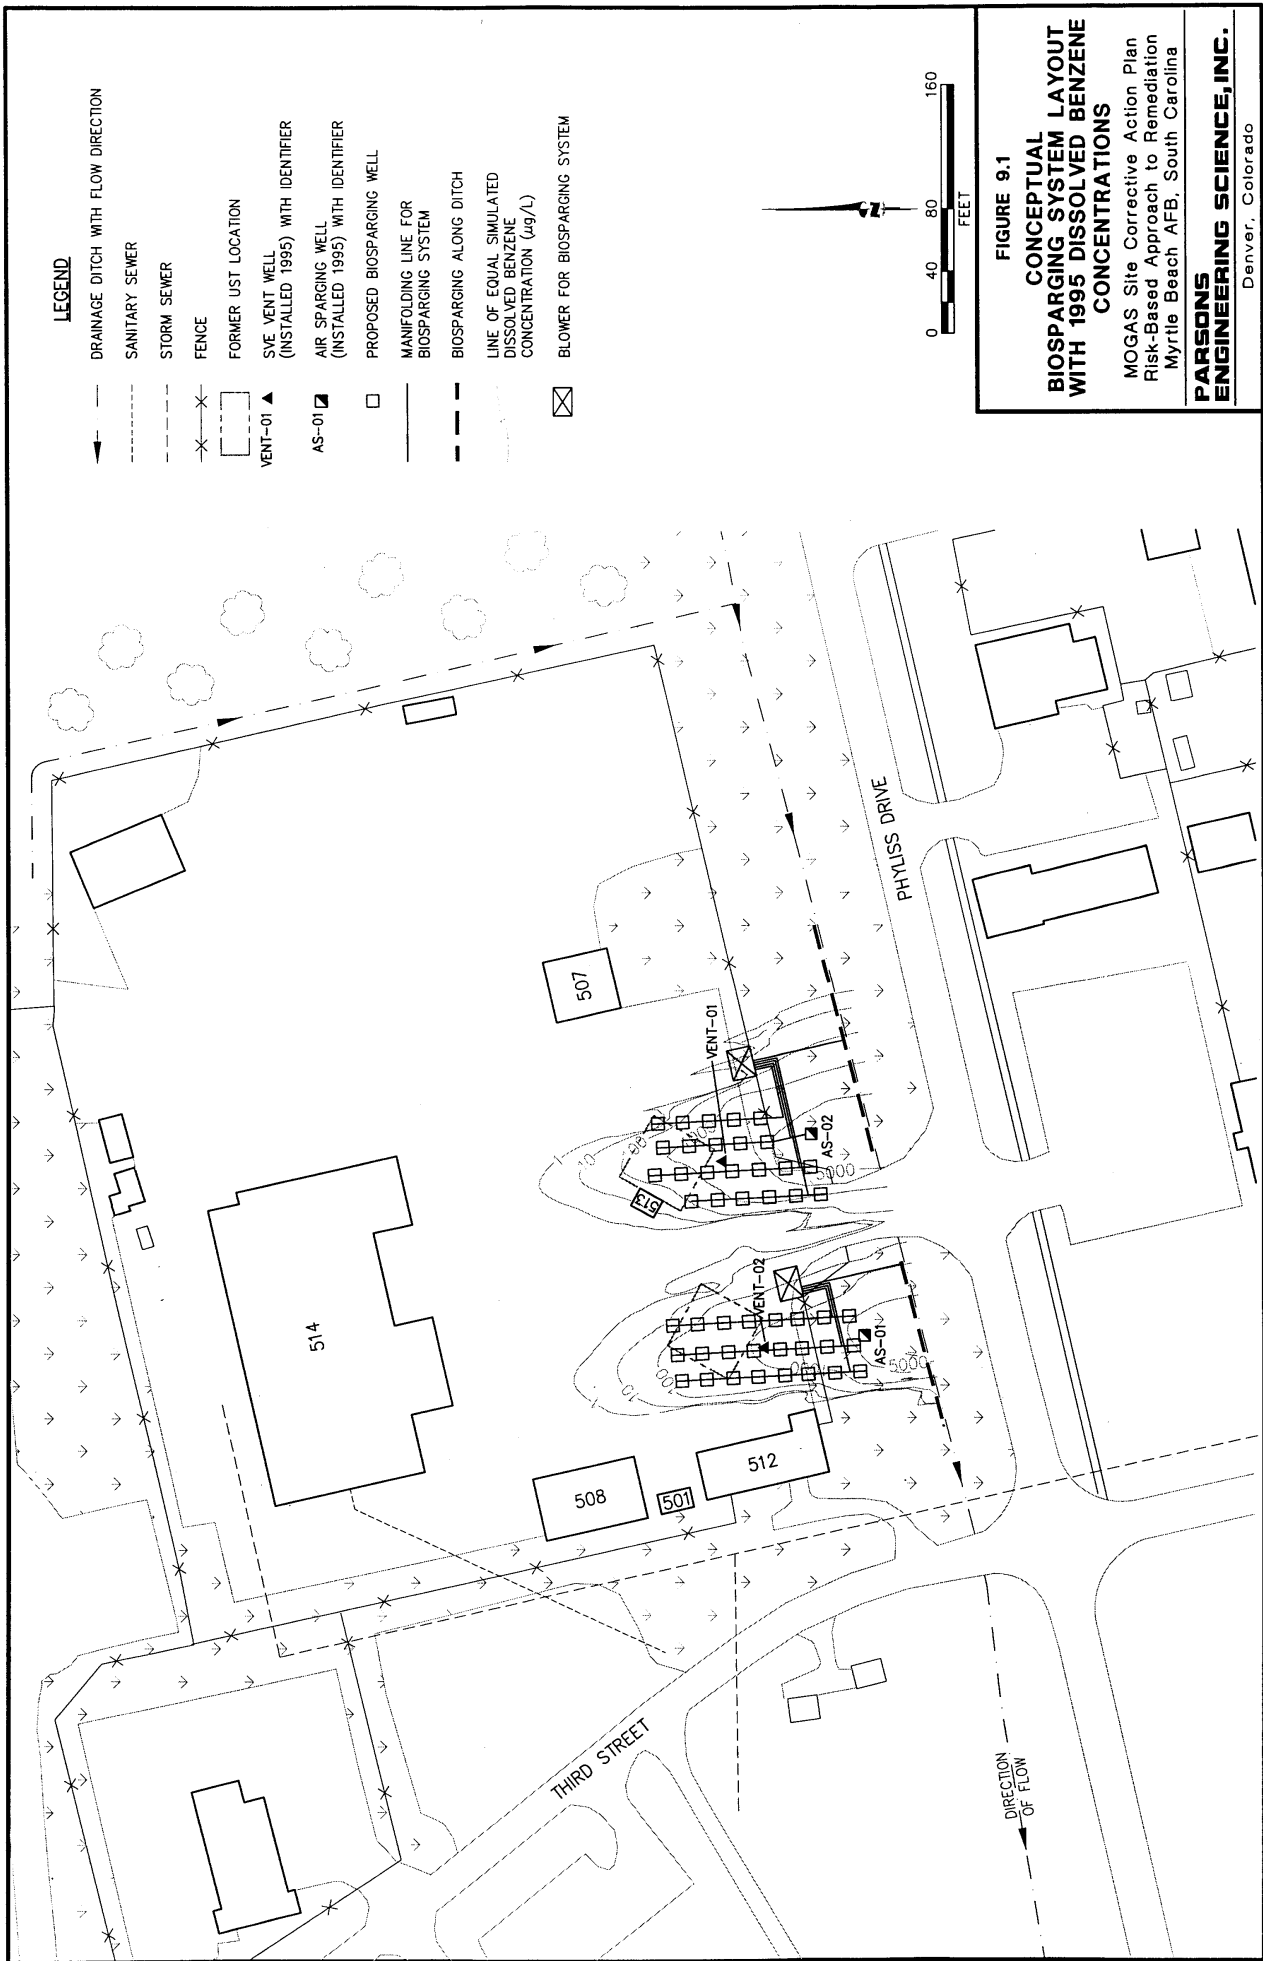 LEGEND
DRAINAGE DITCH WITH FLOW DIRECTION
SANITARY SEWER
STORM SEWER
FENCE
FORMER UST LOCATION
VENT-01
SVE VENT WELL
(INSTALLED 1995) WITH IDENTIFIER
AS-01
AIR SPARGING WELL
(INSTALLED 1995) WITH IDENTIFIER
PROPOSED BIOSPARGING WELL
MANIFOLDING LINE FOR
BIOSPARGING SYSTEM
BIOSPARGING ALONG DITCH
LINE OF EQUAL SIMULATED
DISSOLVED BENZENE
CONCENTRATION (µg/L)
BLOWER FOR BIOSPARGING SYSTEM
N
0 40 80 160
FEET
FIGURE 9.1
CONCEPTUAL
BIOSPARGING SYSTEM LAYOUT
WITH 1995 DISSOLVED BENZENE
CONCENTRATIONS
MOGAS Site Corrective Action Plan
Risk-Based Approach to Remediation
Myrtle Beach AFB, South Carolina
PARSONS
ENGINEERING SCIENCE, INC.
Denver, Colorado
514
507
513
508
501
512
VENT-01
AS-02
VENT-02
AS-01
1
10
100
5000
1
10
100
5000
PHYLISS DRIVE
THIRD STREET
DIRECTION
OF FLOW